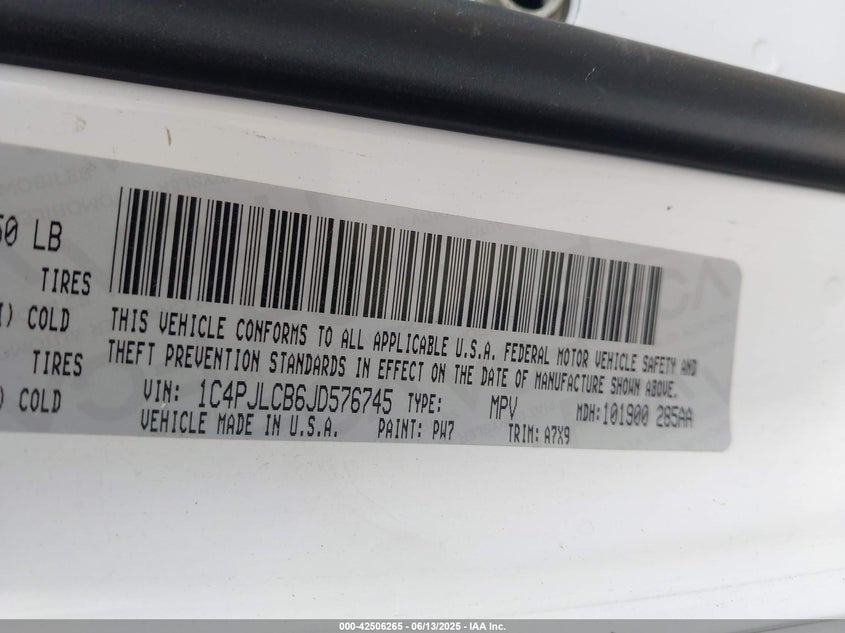 50 LB
TIRES
) COLD
TIRES
) COLD
THIS VEHICLE CONFORMS TO ALL APPLICABLE U.S.A. FEDERAL MOTOR VEHICLE SAFETY AND
THEFT PREVENTION STANDARDS IN EFFECT ON THE DATE OF MANUFACTURE SHOWN ABOVE.
VIN: 1C4PJLCB6JD576745 TYPE: MPV MDH:101900 285AA
VEHICLE MADE IN U.S.A. PAINT: PW7 TRIM: A7X9
000-42506265 - 06/13/2025 - IAA Inc.